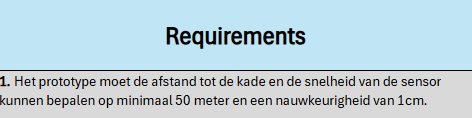 Requirements
1. Het prototype moet de afstand tot de kade en de snelheid van de sensor
kunnen bepalen op minimaal 50 meter en een nauwkeurigheid van 1cm.